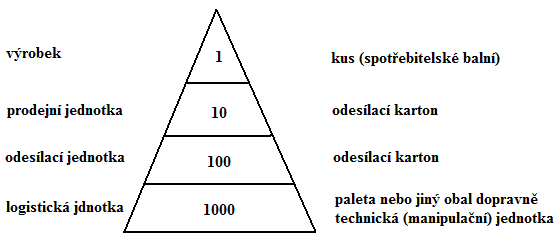 výrobek 1 kus (spotřebitelské balní)
prodejní jednotka 10 odesílací karton
odesílací jednotka 100 odesílací karton
logistická jdnotka 1000 paleta nebo jiný obal dopravně
technická (manipulační) jednotka